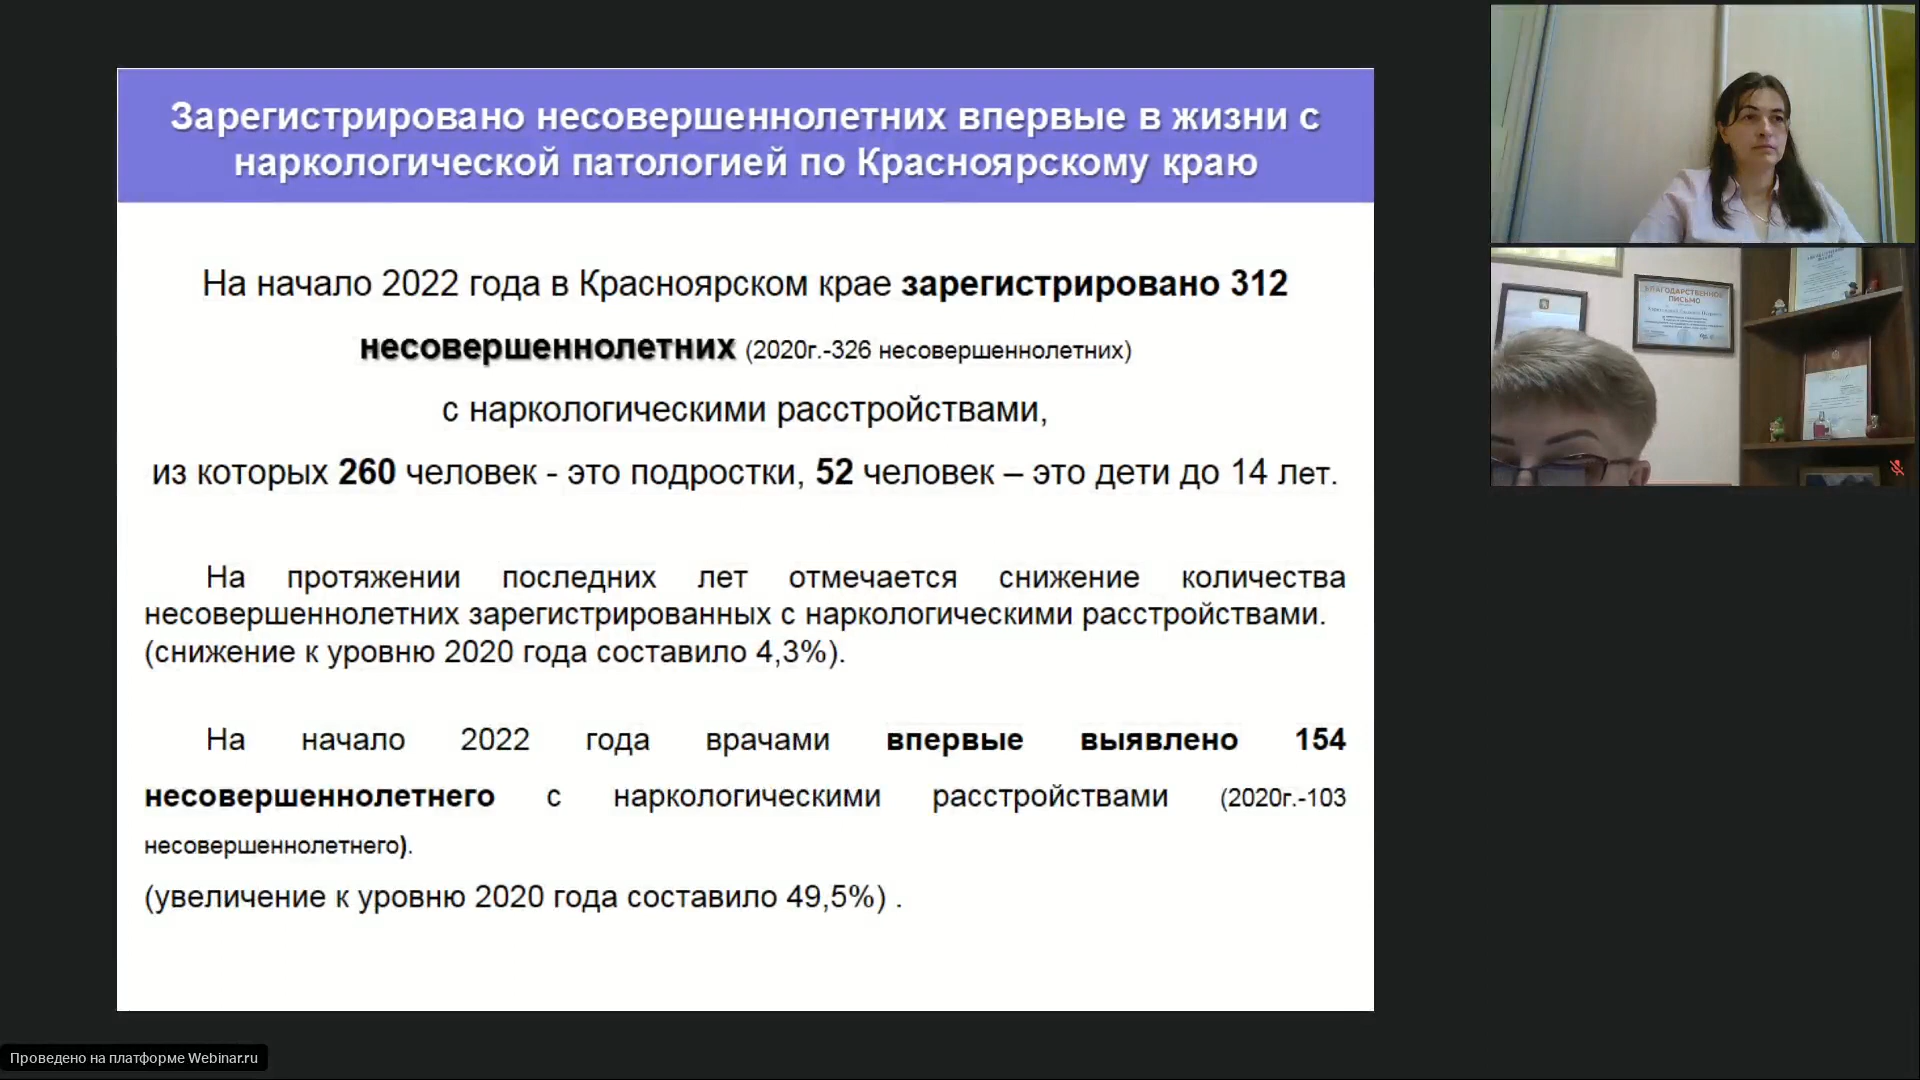 Зарегистрировано несовершеннолетних впервые в жизни с
наркологической патологией по Красноярскому краю
На начало 2022 года в Красноярском крае зарегистрировано 312
несовершеннолетних (2020г.-326 несовершеннолетних)
с наркологическими расстройствами,
из которых 260 человек - это подростки, 52 человек – это дети до 14 лет.
На протяжении последних лет отмечается снижение количества
несовершеннолетних зарегистрированных с наркологическими расстройствами.
(снижение к уровню 2020 года составило 4,3%).
На начало 2022 года врачами впервые выявлено 154
несовершеннолетнего с наркологическими расстройствами (2020г.-103
несовершеннолетнего).
(увеличение к уровню 2020 года составило 49,5%) .
БЛАГОДАРСТВЕННОЕ
ПИСЬМО
Проведено на платформе Webinar.ru